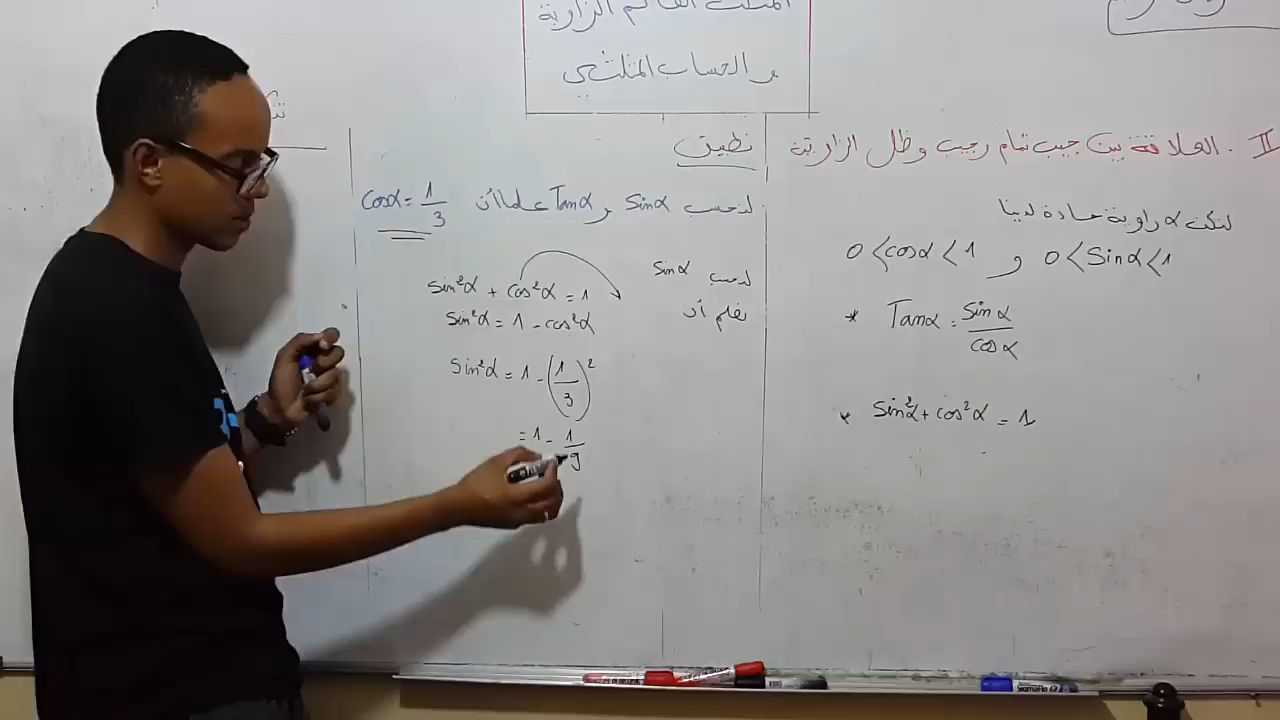 المثلث القائم الزاوية
و الحساب المثلثي
II. العلاقة بين جيب تمام وجيب وظل الزاوية
لتكن α زاوية حادة لدينا
0<cosα<1 و 0<Sinα<1
* Tanα = Sinα/cosα
* Sin²α + cos²α = 1
تطبيق
لنحسب Sinα و Tanα علما أن cosα = 1/3
لنحسب Sinα
نعلم أن
Sin²α + cos²α = 1
Sin²α = 1 - cos²α
Sin²α = 1 - (1/3)²
= 1 - 1/9